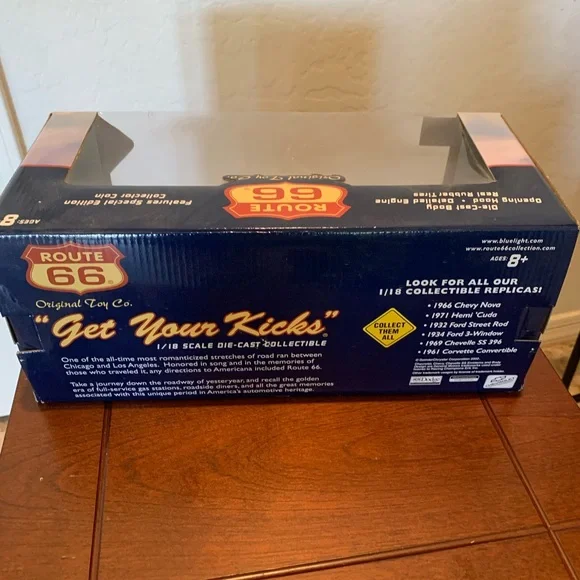 Original Toy Co.
ROUTE
66
AGES: 8
Features Special Edition
Collector Coin
Die-Cast Body
Opening Hood • Detailed Engine
Real Rubber Tires
ROUTE
66
Original Toy Co.
"Get Your Kicks"
1/18 SCALE DIE-CAST COLLECTIBLE
One of the all-time most romanticized stretches of road ran between
Chicago and Los Angeles. Honored in song and in the memories of
those who traveled it, any directions to Americana included Route 66.
Take a journey down the roadway of yesteryear, and recall the golden
era of full-service gas stations, roadside diners, and all the great memories
associated with this unique period in America's automotive heritage.
COLLECT
THEM
ALL
www.bluelight.com
www.route66collection.com
AGES: 8+
LOOK FOR ALL OUR
1/18 COLLECTIBLE REPLICAS!
• 1966 Chevy Nova
• 1971 Hemi 'Cuda
• 1932 Ford Street Rod
• 1934 Ford 3-Window
• 1969 Chevelle SS 396
• 1961 Corvette Convertible